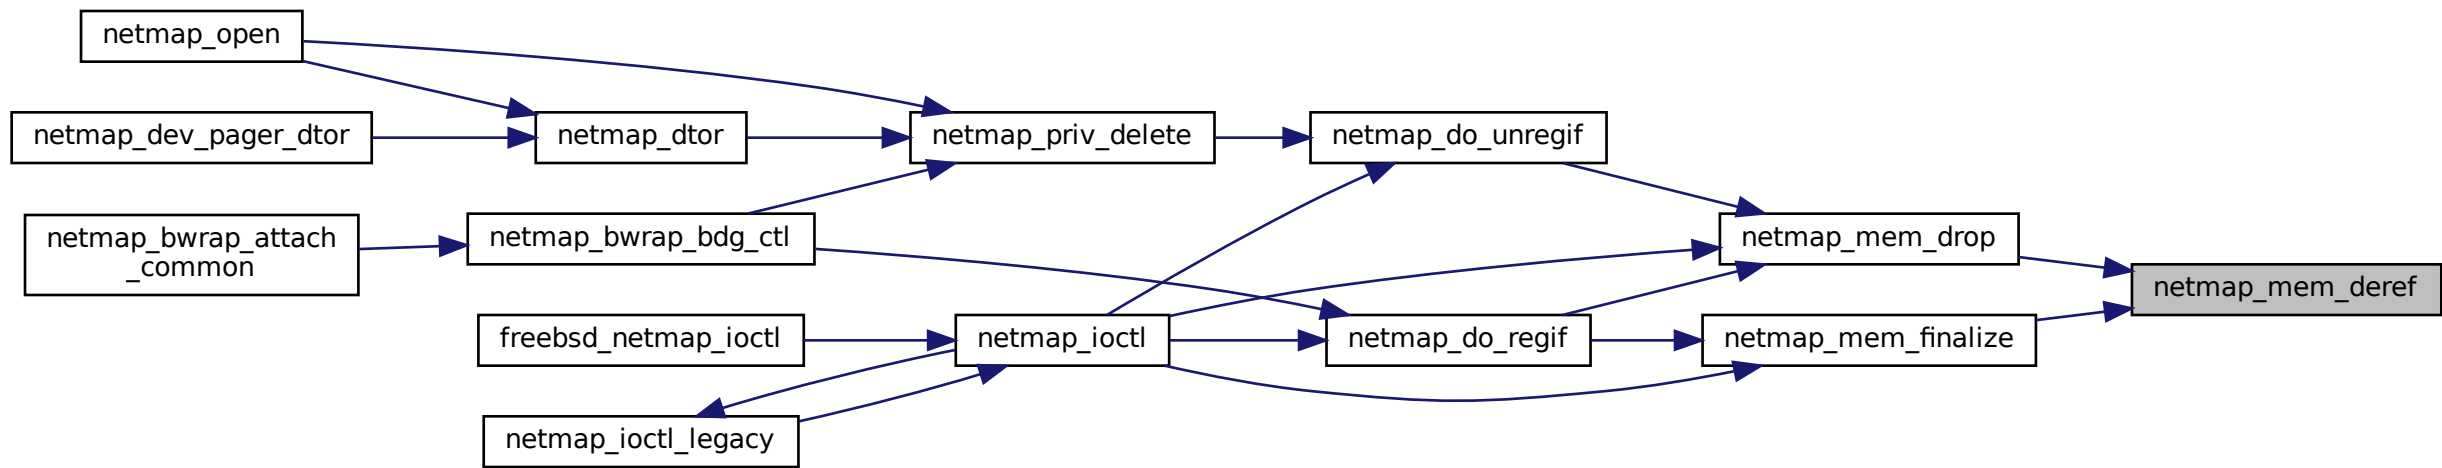 netmap_open
netmap_dev_pager_dtor
netmap_dtor
netmap_priv_delete
netmap_do_unregif
netmap_bwrap_attach
_common
netmap_bwrap_bdg_ctl
netmap_mem_drop
netmap_mem_deref
freebsd_netmap_ioctl
netmap_ioctl
netmap_do_regif
netmap_mem_finalize
netmap_ioctl_legacy